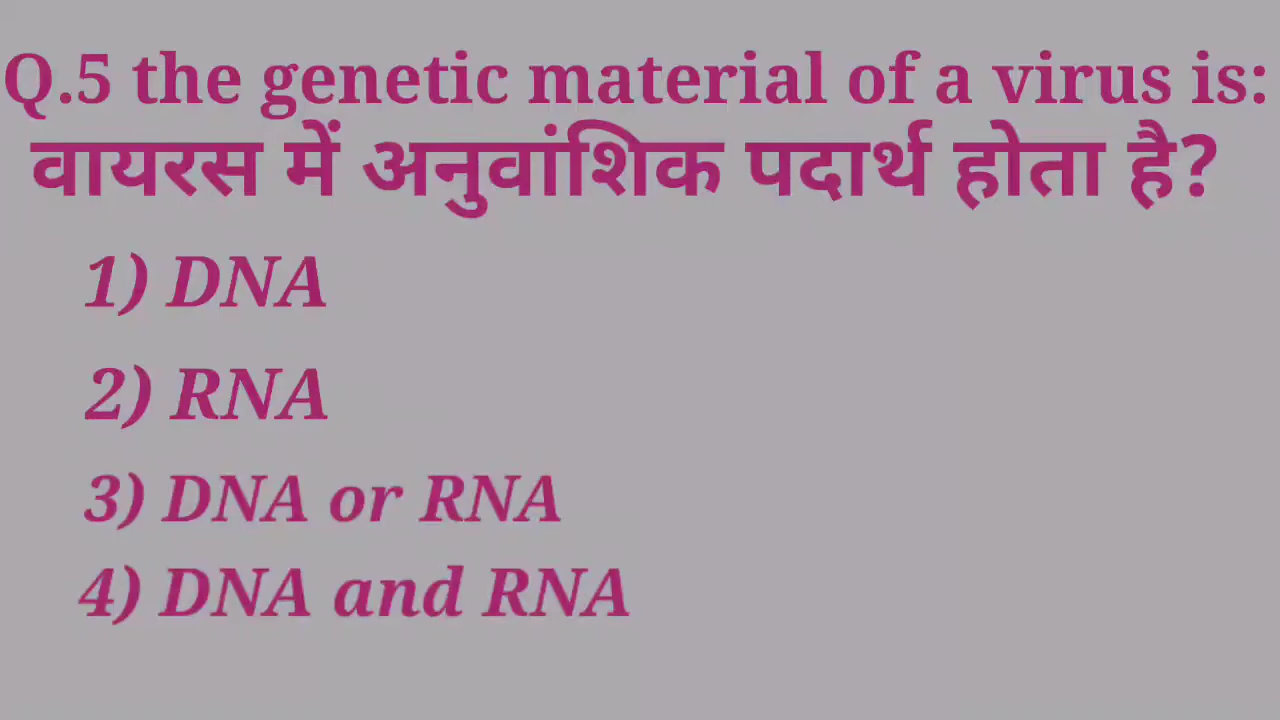 Q.5 the genetic material of a virus is:
वायरस में अनुवांशिक पदार्थ होता है?
1) DNA
2) RNA
3) DNA or RNA
4) DNA and RNA